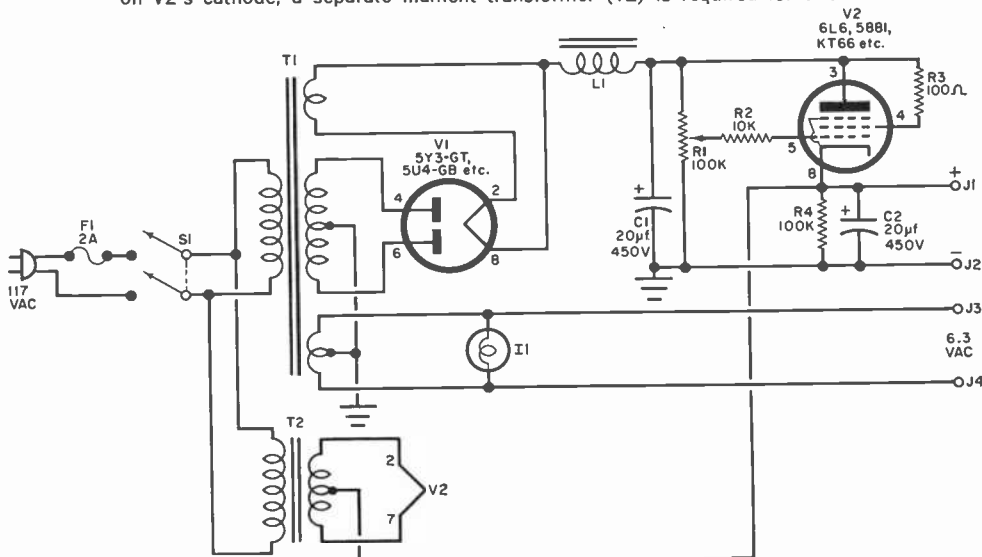 on V2's cathode, a separate filament transformer (T2) is required
V2
6L6, 5881,
KT66 etc.
T1
L1
3
R3
100Ω
4
R2
10K
5
R1
100K
V1
5Y3-GT,
5U4-GB etc.
2
4
6
8
8
+
J1
+
C1
20µf
450V
R4
100K
+
C2
20µf
450V
−
J2
F1
2A
S1
117
VAC
J3
I1
6.3
VAC
J4
T2
2
V2
7